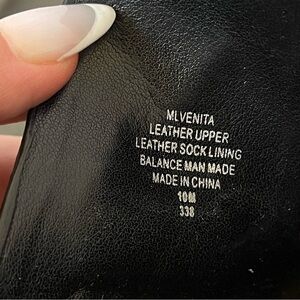 MLVENITA
LEATHER UPPER
LEATHER SOCK LINING
BALANCE MAN MADE
MADE IN CHINA
10M
338